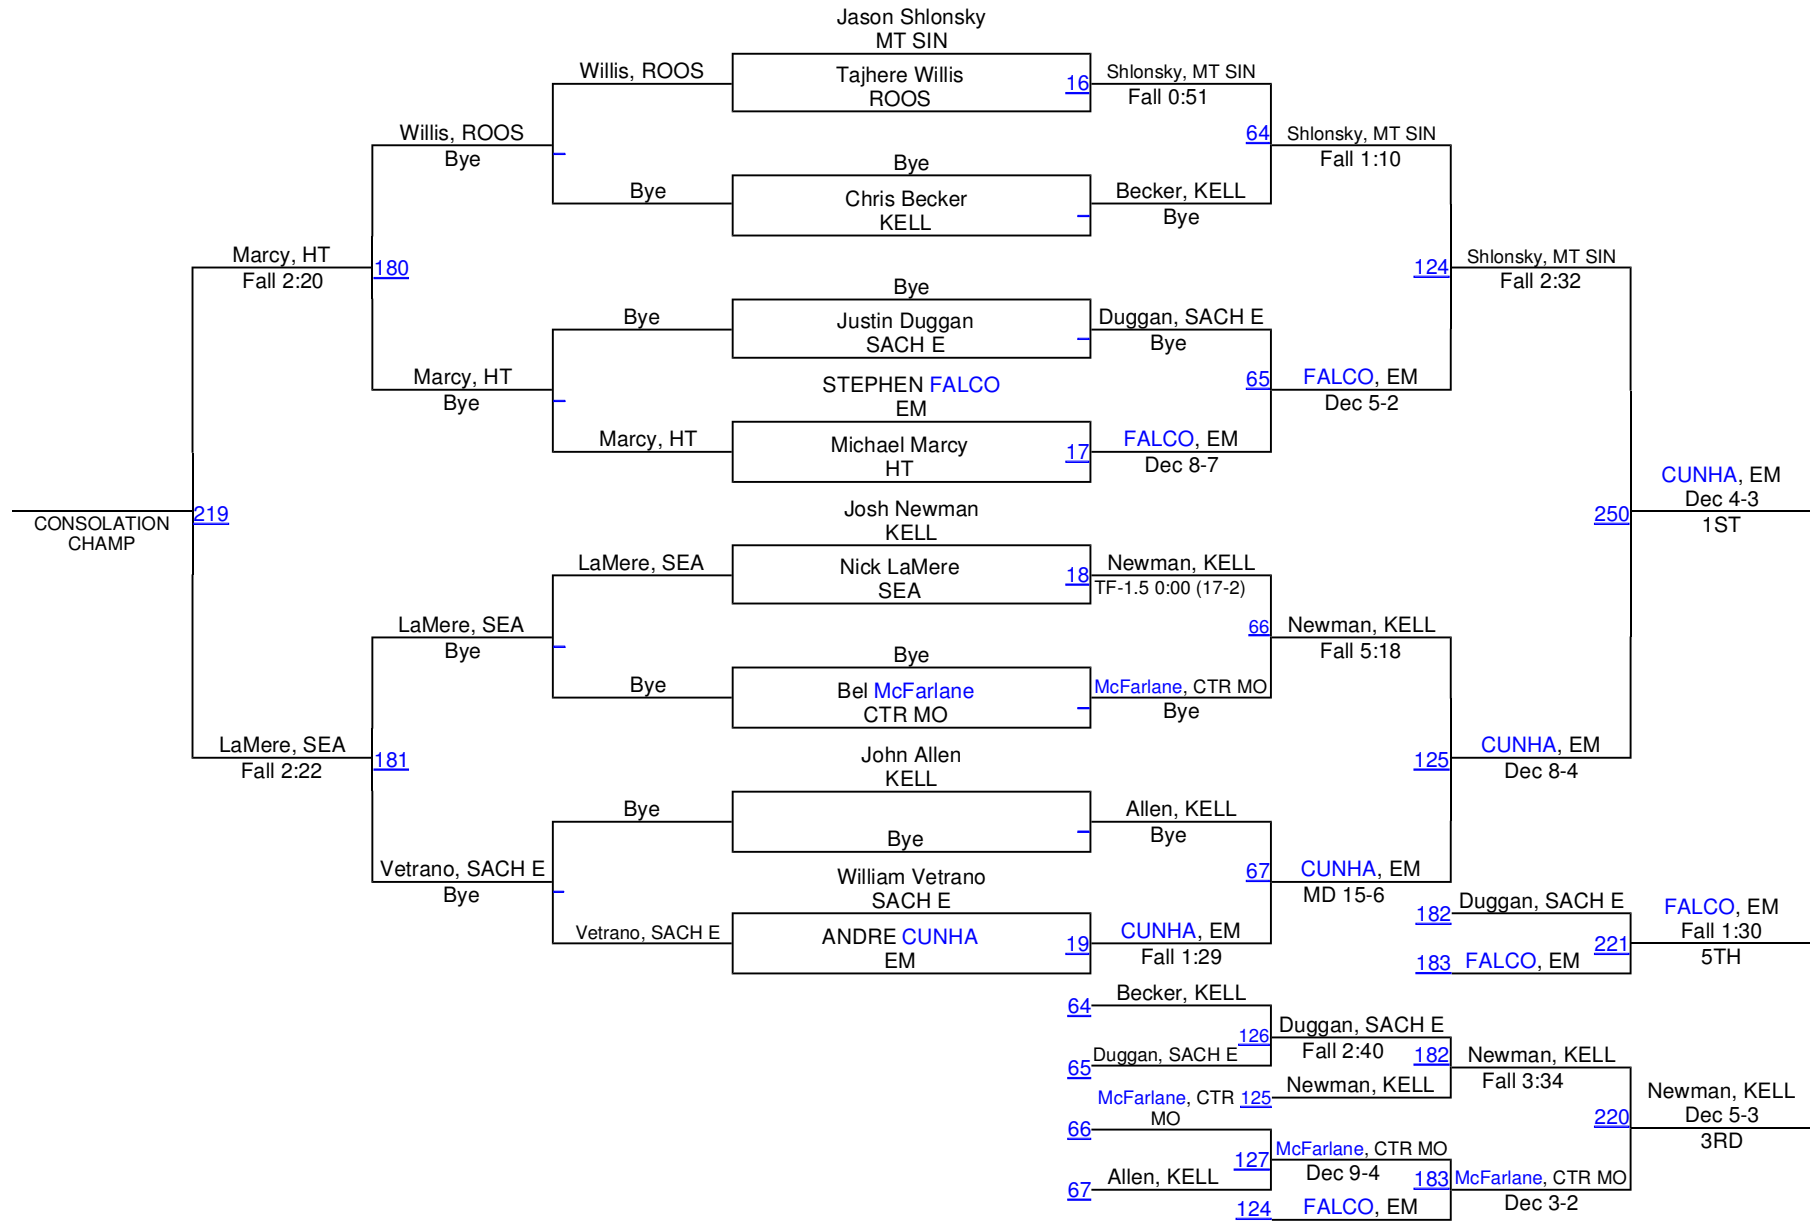 Jason Shlonsky
MT SIN
Willis, ROOS
Tajhere Willis
ROOS
16
Shlonsky, MT SIN
Fall 0:51
Willis, ROOS
Bye
64
Shlonsky, MT SIN
Fall 1:10
Bye
Bye
Chris Becker
KELL
Becker, KELL
Bye
Marcy, HT
Fall 2:20
180
124
Shlonsky, MT SIN
Fall 2:32
Bye
Bye
Justin Duggan
SACH E
Duggan, SACH E
Bye
Marcy, HT
Bye
65
FALCO, EM
Dec 5-2
STEPHEN FALCO
EM
Marcy, HT
Michael Marcy
HT
17
FALCO, EM
Dec 8-7
CONSOLATION
CHAMP
219
250
CUNHA, EM
Dec 4-3
1ST
Josh Newman
KELL
LaMere, SEA
Nick LaMere
SEA
18
Newman, KELL
TF-1.5 0:00 (17-2)
LaMere, SEA
Bye
66
Newman, KELL
Fall 5:18
Bye
Bye
Bel McFarlane
CTR MO
McFarlane, CTR MO
Bye
LaMere, SEA
Fall 2:22
181
125
CUNHA, EM
Dec 8-4
John Allen
KELL
Bye
Bye
Allen, KELL
Bye
Vetrano, SACH E
Bye
67
CUNHA, EM
MD 15-6
William Vetrano
SACH E
Vetrano, SACH E
ANDRE CUNHA
EM
19
CUNHA, EM
Fall 1:29
182
Duggan, SACH E
183
FALCO, EM
221
FALCO, EM
Fall 1:30
5TH
64
Becker, KELL
65
Duggan, SACH E
126
Duggan, SACH E
Fall 2:40
125
Newman, KELL
182
Newman, KELL
Fall 3:34
McFarlane, CTR
MO
66
67
Allen, KELL
127
McFarlane, CTR MO
Dec 9-4
124
FALCO, EM
183
McFarlane, CTR MO
Dec 3-2
220
Newman, KELL
Dec 5-3
3RD